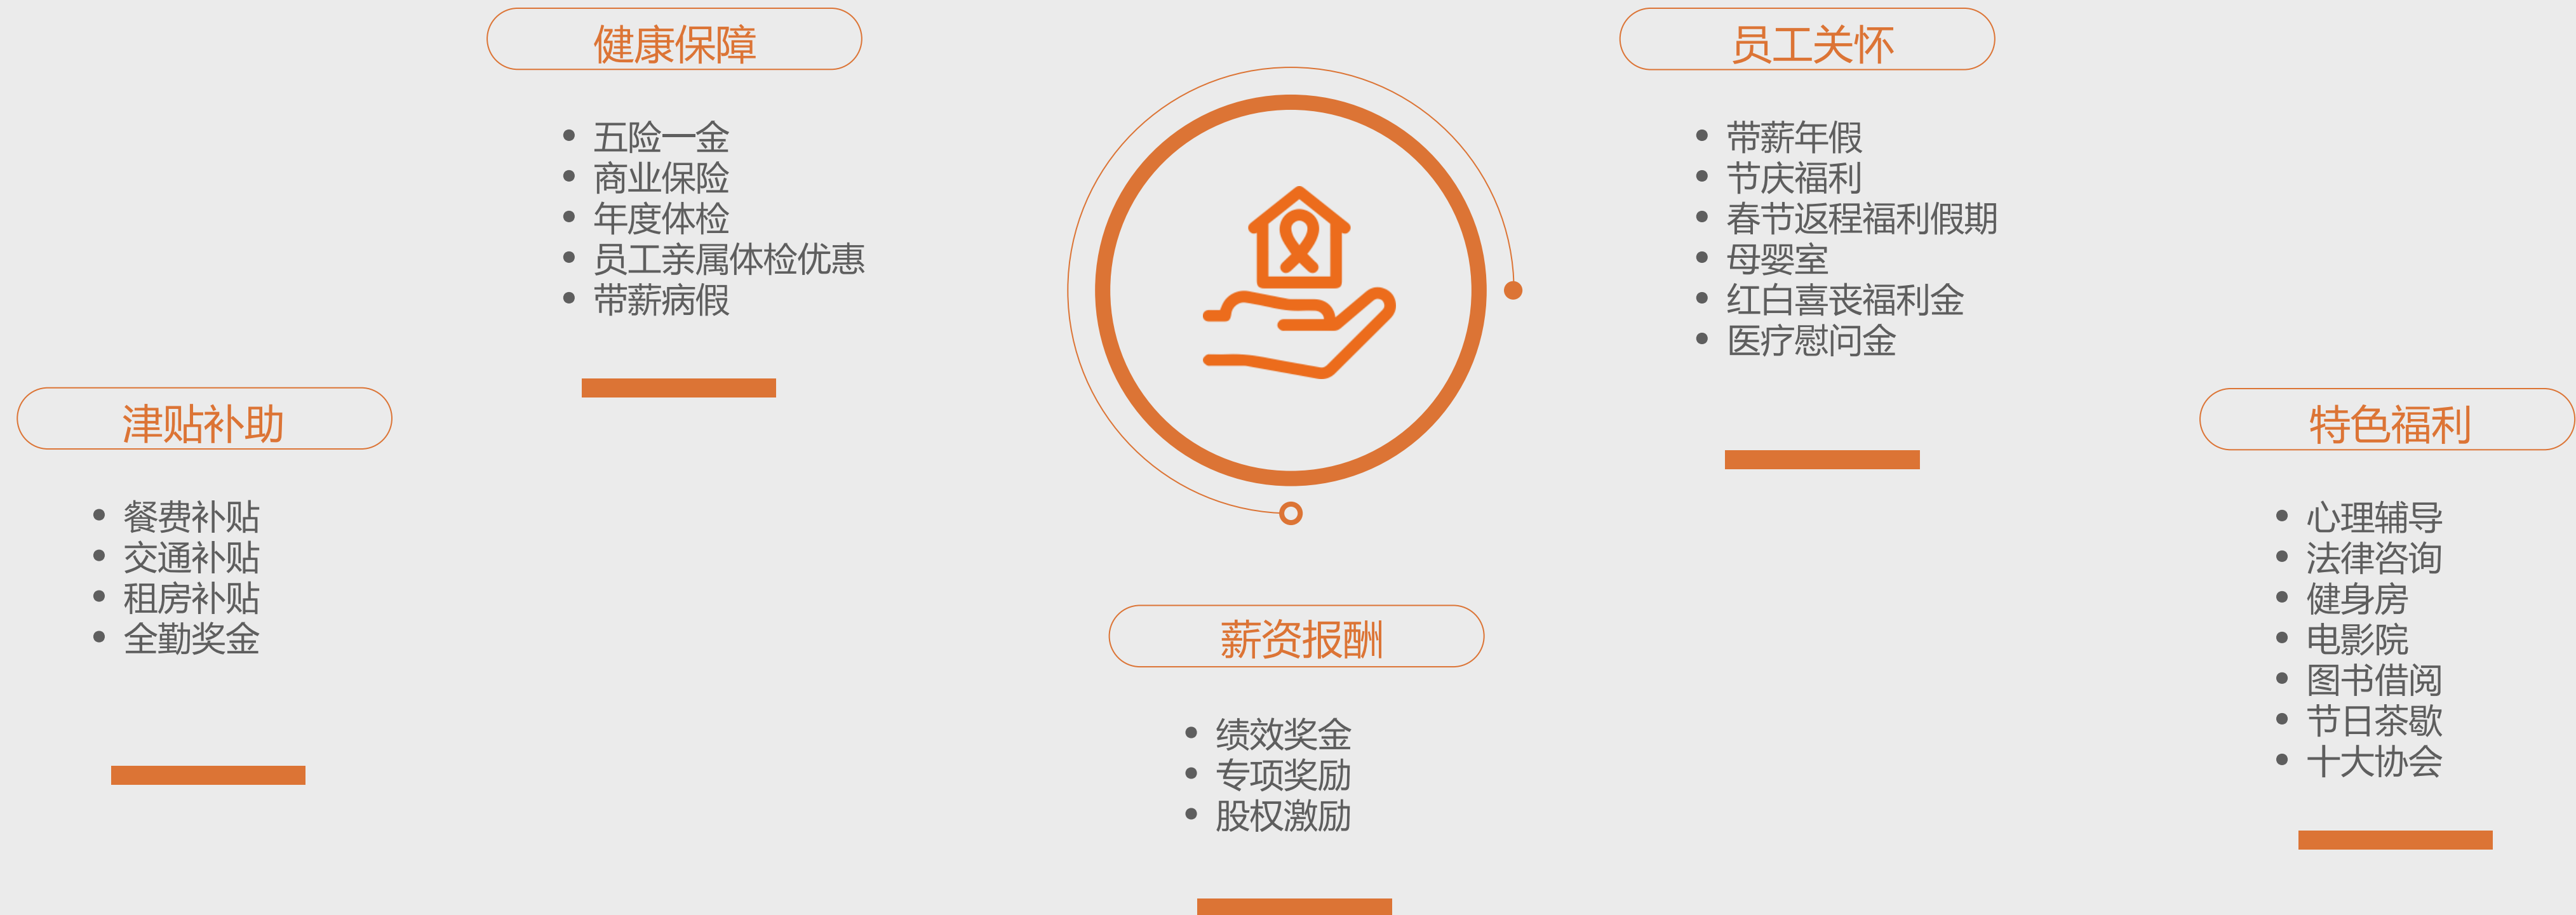 健康保障
五险一金
商业保险
年度体检
员工亲属体检优惠
带薪病假
员工关怀
带薪年假
节庆福利
春节返程福利假期
母婴室
红白喜丧福利金
医疗慰问金
津贴补助
餐费补贴
交通补贴
租房补贴
全勤奖金
薪资报酬
绩效奖金
专项奖励
股权激励
特色福利
心理辅导
法律咨询
健身房
电影院
图书借阅
节日茶歇
十大协会